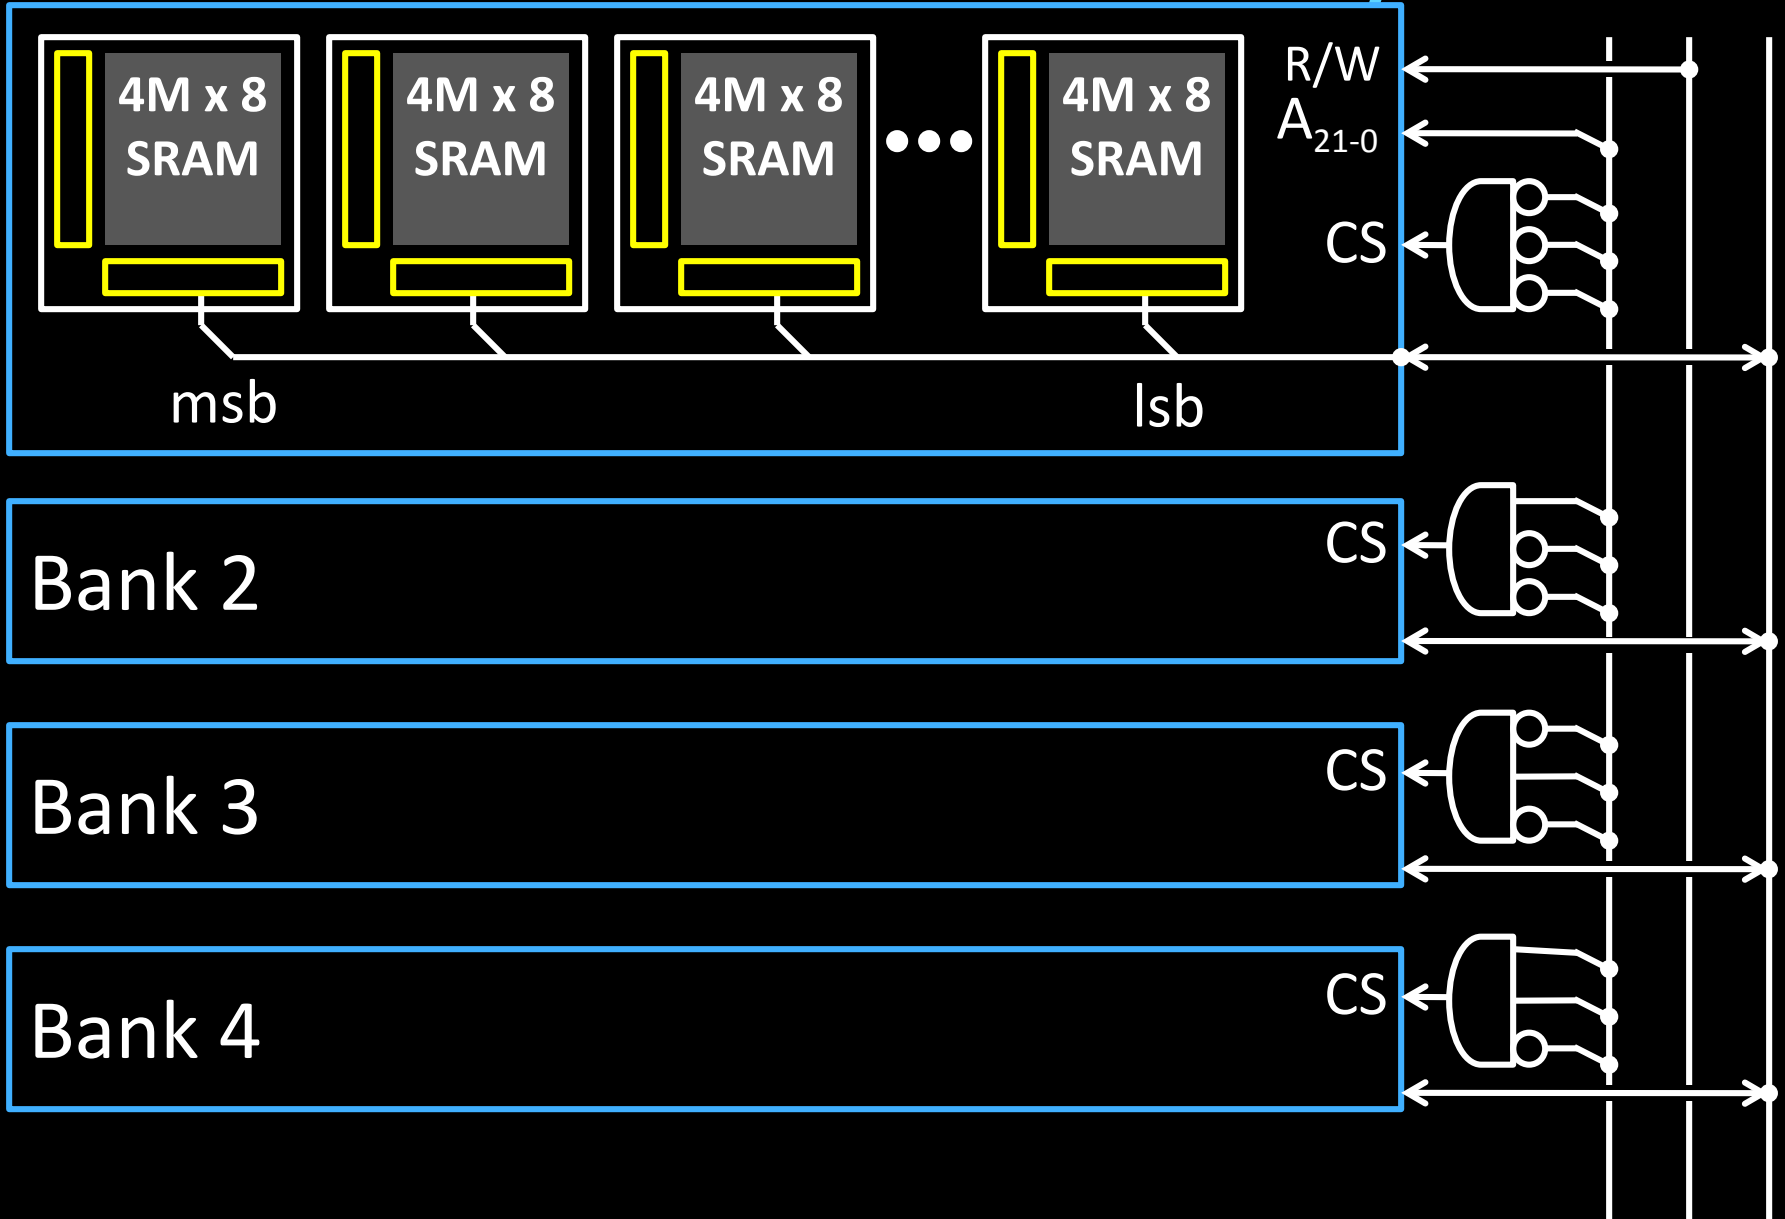 4M x 8
SRAM
4M x 8
SRAM
4M x 8
SRAM
4M x 8
SRAM
R/W
A21-0
CS
msb
lsb
Bank 2
CS
Bank 3
CS
Bank 4
CS